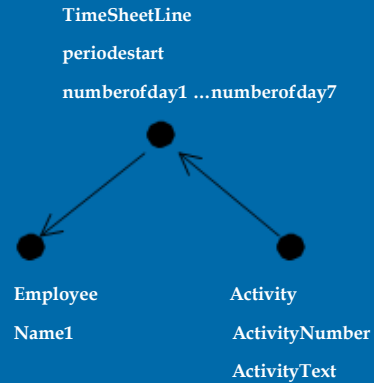 TimeSheetLine
periodestart
numberofday1 ...numberofday7
Employee
Activity
Name1
ActivityNumber
ActivityText